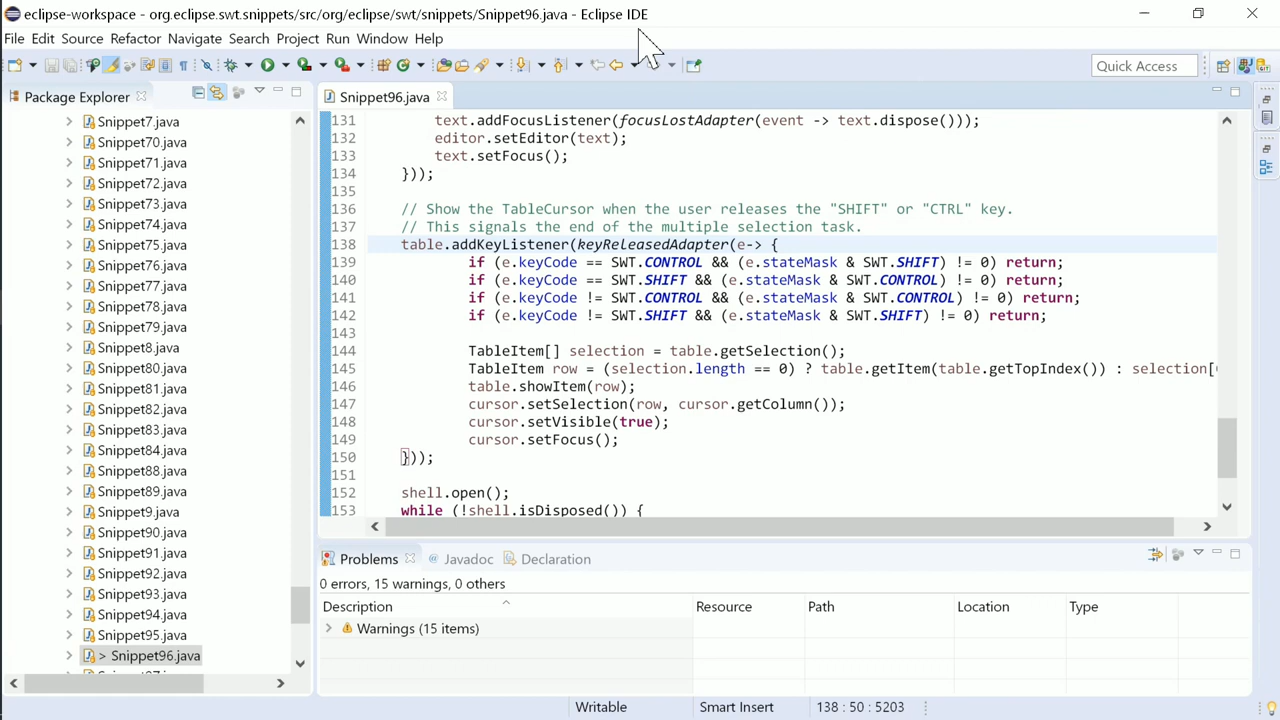 eclipse-workspace - org.eclipse.swt.snippets/src/org/eclipse/swt/snippets/Snippet96.java - Eclipse IDE
File Edit Source Refactor Navigate Search Project Run Window Help
Quick Access
Package Explorer
Snippet7.java
Snippet70.java
Snippet71.java
Snippet72.java
Snippet73.java
Snippet74.java
Snippet75.java
Snippet76.java
Snippet77.java
Snippet78.java
Snippet79.java
Snippet8.java
Snippet80.java
Snippet81.java
Snippet82.java
Snippet83.java
Snippet84.java
Snippet88.java
Snippet89.java
Snippet9.java
Snippet90.java
Snippet91.java
Snippet92.java
Snippet93.java
Snippet94.java
Snippet95.java
> Snippet96.java
Snippet96.java
131 text.addFocusListener(focusLostAdapter(event -> text.dispose()));
132 editor.setEditor(text);
133 text.setFocus();
134 }));
135
136 // Show the TableCursor when the user releases the "SHIFT" or "CTRL" key.
137 // This signals the end of the multiple selection task.
138 table.addKeyListener(keyReleasedAdapter(e-> {
139 if (e.keyCode == SWT.CONTROL && (e.stateMask & SWT.SHIFT) != 0) return;
140 if (e.keyCode == SWT.SHIFT && (e.stateMask & SWT.CONTROL) != 0) return;
141 if (e.keyCode != SWT.CONTROL && (e.stateMask & SWT.CONTROL) != 0) return;
142 if (e.keyCode != SWT.SHIFT && (e.stateMask & SWT.SHIFT) != 0) return;
143
144 TableItem[] selection = table.getSelection();
145 TableItem row = (selection.length == 0) ? table.getItem(table.getTopIndex()) : selection[
146 table.showItem(row);
147 cursor.setSelection(row, cursor.getColumn());
148 cursor.setVisible(true);
149 cursor.setFocus();
150 }));
151
152 shell.open();
153 while (!shell.isDisposed()) {
Problems @ Javadoc Declaration
0 errors, 15 warnings, 0 others
Description Resource Path Location Type
Warnings (15 items)
Writable Smart Insert 138 : 50 : 5203